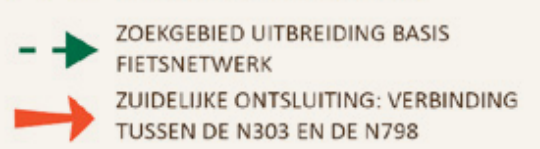 ZOEKGEBIED UITBREIDING BASIS
FIETSNETWERK
ZUIDELIJKE ONTSLUITING: VERBINDING
TUSSEN DE N303 EN DE N798